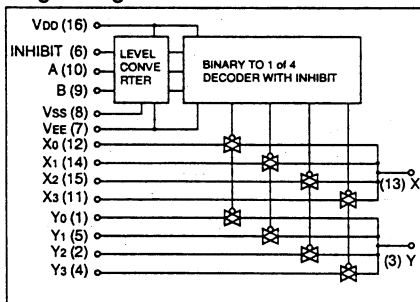 VDD (16)
INHIBIT (6)
A (10)
B (9)
VSS (8)
VEE (7)
X0 (12)
X1 (14)
X2 (15)
X3 (11)
Y0 (1)
Y1 (5)
Y2 (2)
Y3 (4)
LEVEL
CONVE
RTER
BINARY TO 1 of 4
DECODER WITH INHIBIT
(13) X
(3) Y